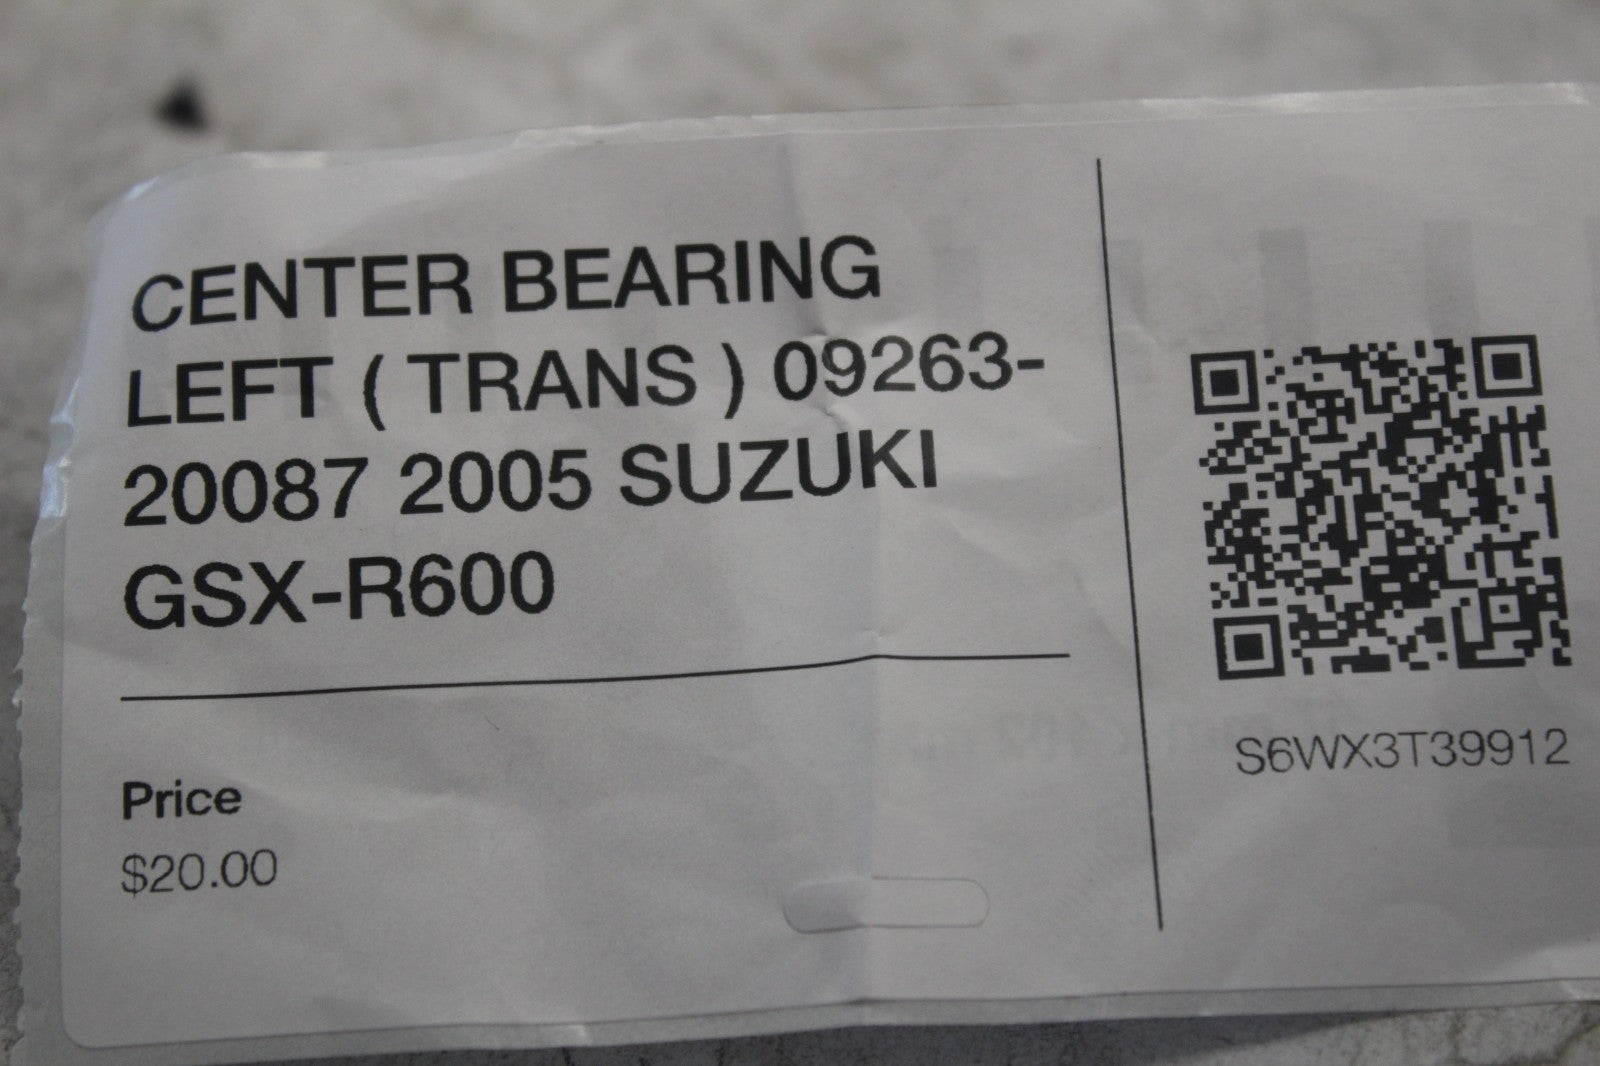 CENTER BEARING
LEFT ( TRANS ) 09263-
20087 2005 SUZUKI
GSX-R600
Price
$20.00
S6WX3T39912